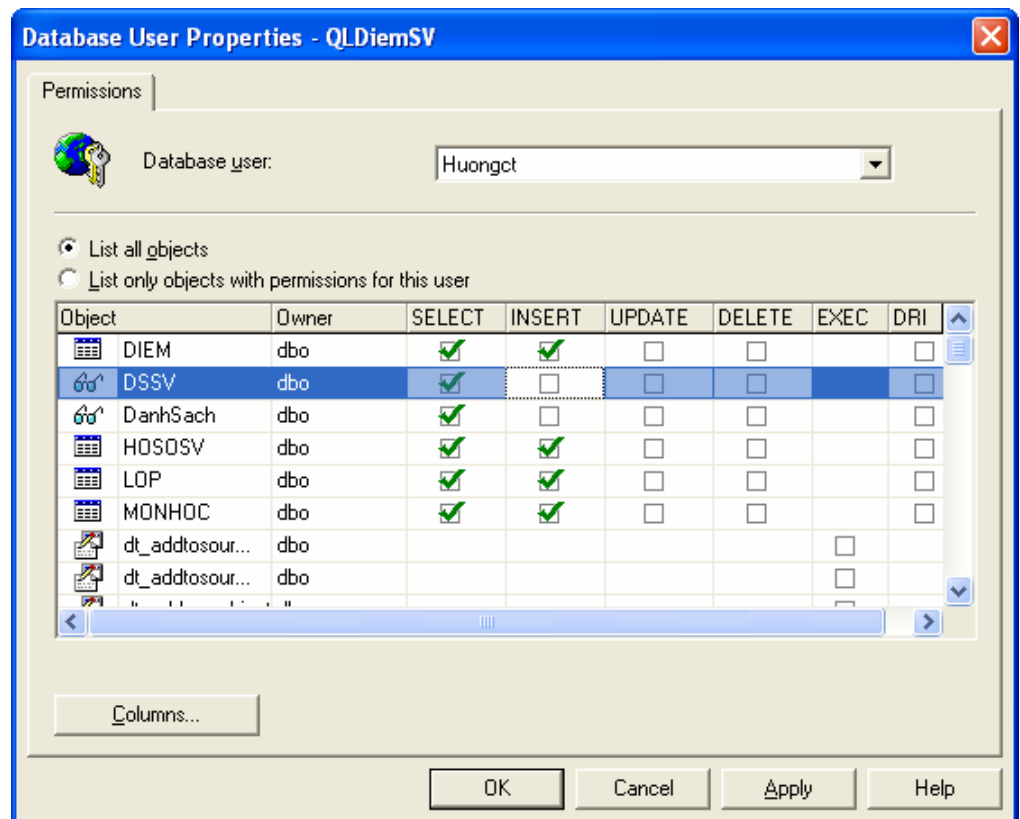 Database User Properties - QLDiemSV
Permissions
Database user: Huongct
List all objects
List only objects with permissions for this user
Object Owner SELECT INSERT UPDATE DELETE EXEC DRI
DIEM dbo
DSSV dbo
DanhSach dbo
HOSOSV dbo
LOP dbo
MONHOC dbo
dt_addtosour... dbo
dt_addtosour... dbo
Columns...
OK Cancel Apply Help